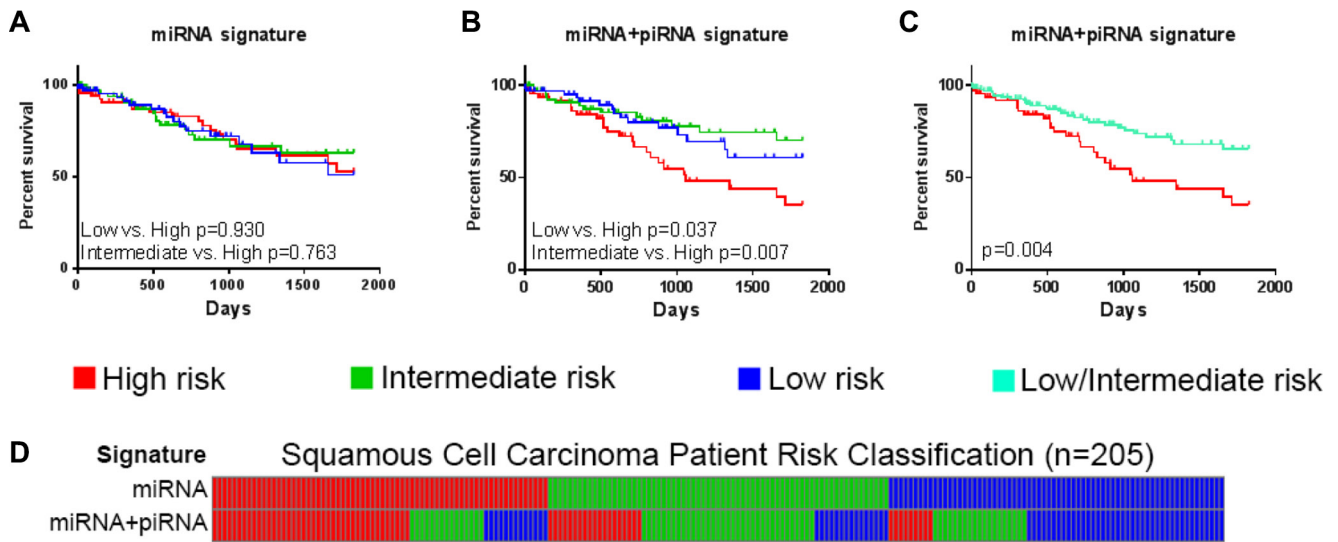 A
miRNA signature
Percent survival
100
50
0
0
500
1000
1500
2000
Days
Low vs. High p=0.930
Intermediate vs. High p=0.763
B
miRNA+piRNA signature
Percent survival
100
50
0
0
500
1000
1500
2000
Days
Low vs. High p=0.037
Intermediate vs. High p=0.007
C
miRNA+piRNA signature
Percent survival
100
50
0
0
500
1000
1500
2000
Days
p=0.004
High risk
Intermediate risk
Low risk
Low/Intermediate risk
D
Signature
Squamous Cell Carcinoma Patient Risk Classification (n=205)
miRNA
miRNA+piRNA